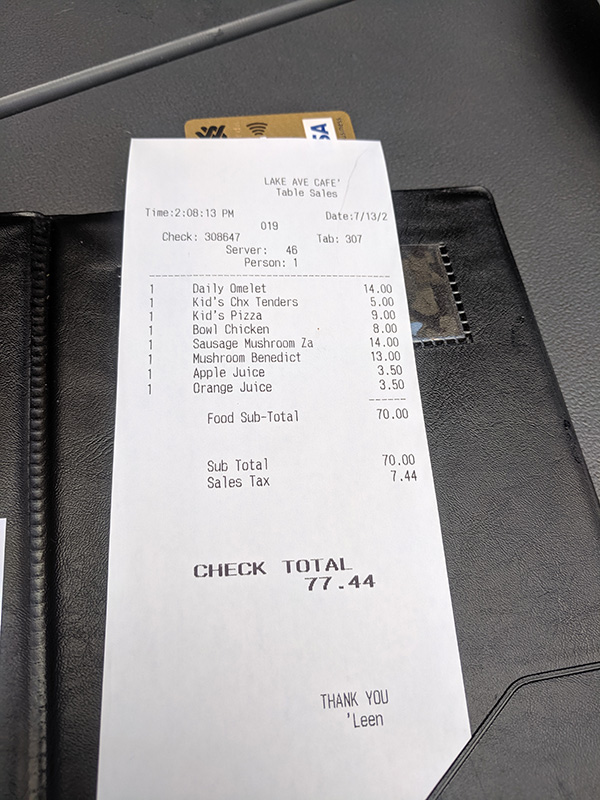 SA
LAKE AVE CAFE'
Table Sales
Time:2:08:13 PM Date:7/13/2
019
Check: 308647 Tab: 307
Server: 46
Person: 1
1 Daily Omelet 14.00
1 Kid's Chx Tenders 5.00
1 Kid's Pizza 9.00
1 Bowl Chicken 8.00
1 Sausage Mushroom Za 14.00
1 Mushroom Benedict 13.00
1 Apple Juice 3.50
1 Orange Juice 3.50
Food Sub-Total 70.00
Sub Total 70.00
Sales Tax 7.44
CHECK TOTAL
77.44
THANK YOU
'Leen